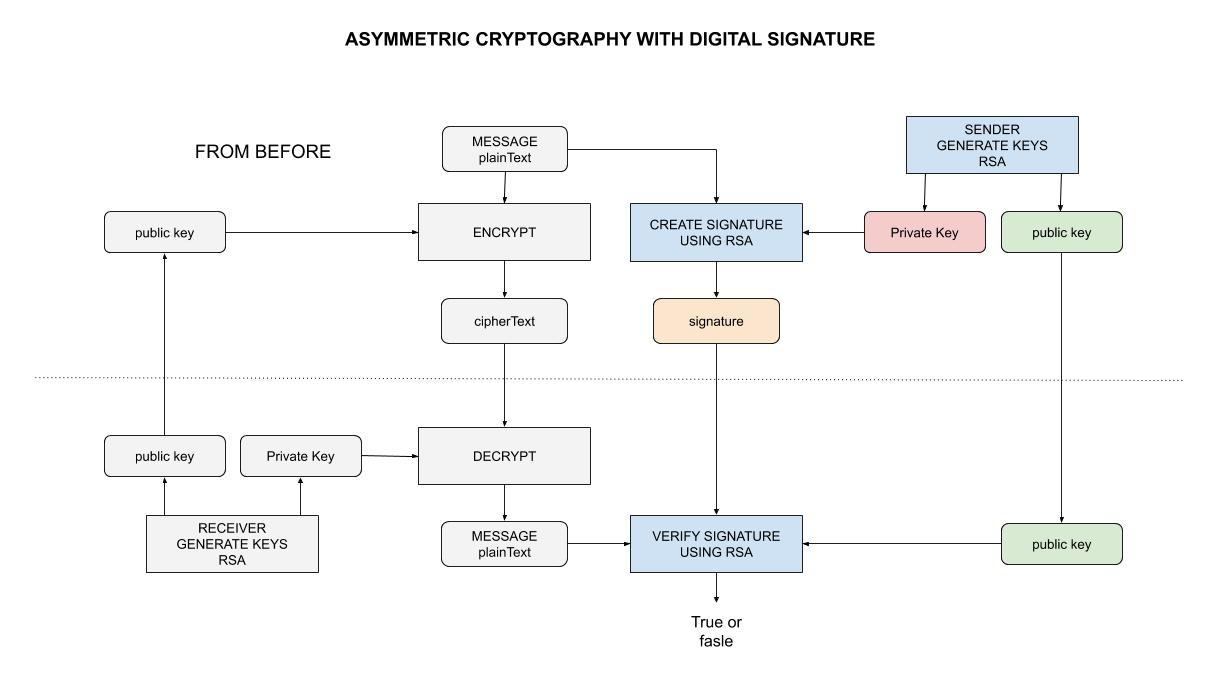 ASYMMETRIC CRYPTOGRAPHY WITH DIGITAL SIGNATURE
FROM BEFORE
MESSAGE
plainText
SENDER
GENERATE KEYS
RSA
public key
ENCRYPT
CREATE SIGNATURE
USING RSA
Private Key
public key
cipherText
signature
public key
Private Key
DECRYPT
RECEIVER
GENERATE KEYS
RSA
MESSAGE
plainText
VERIFY SIGNATURE
USING RSA
public key
True or
fasle